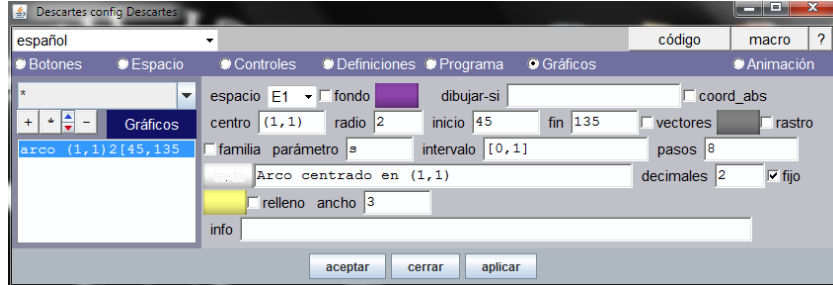 Descartes config Descartes
español código macro ?
Botones Espacio Controles Definiciones Programa Gráficos Animación
* espacio E1 fondo dibujar-si coord_abs
+ * - Gráficos centro (1,1) radio 2 inicio 45 fin 135 vectores rastro
arco (1,1)2[45,135 familia parámetro s intervalo [0,1] pasos 8
texto Arco centrado en (1,1) decimales 2 fijo
relleno ancho 3
info
aceptar cerrar aplicar